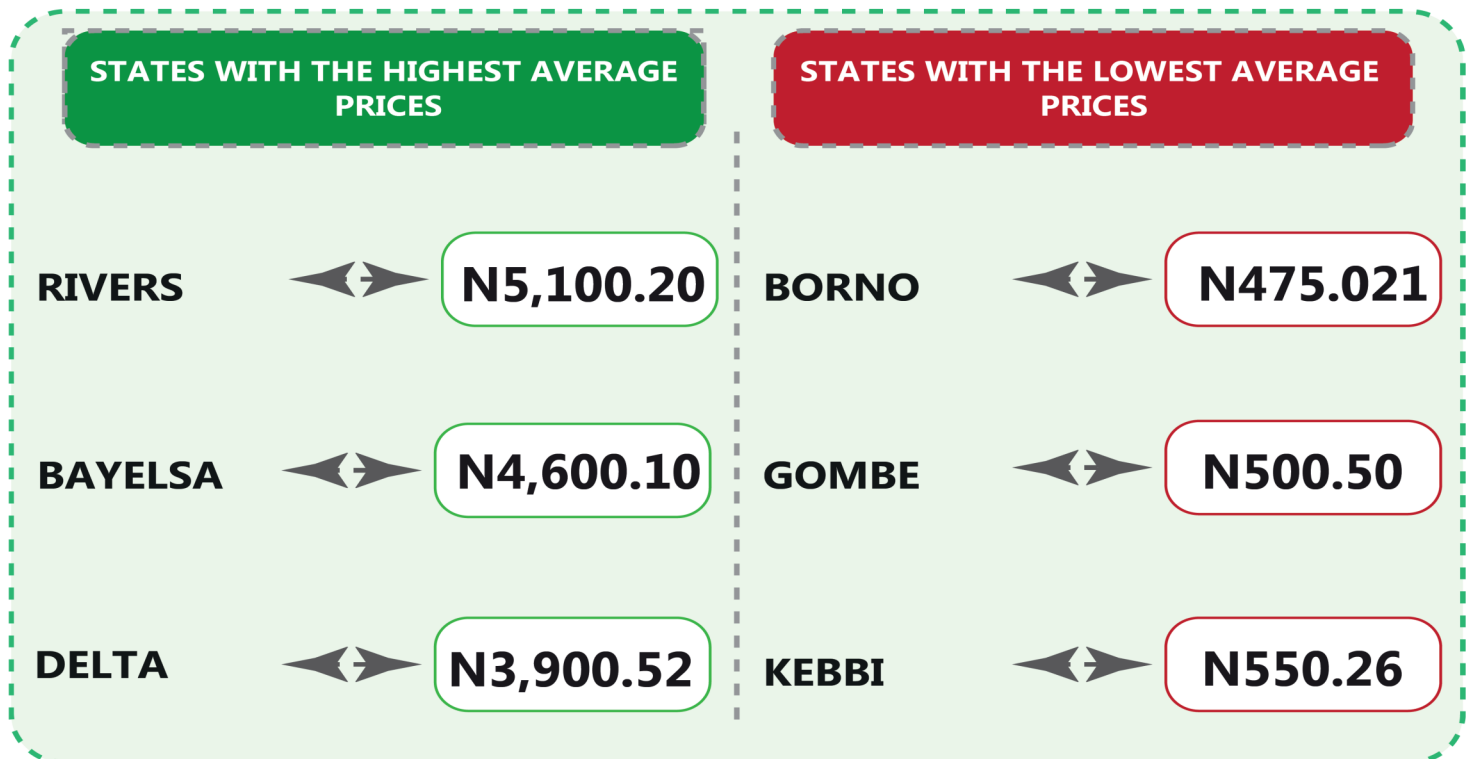 STATES WITH THE HIGHEST AVERAGE
PRICES
RIVERS N5,100.20
BAYELSA N4,600.10
DELTA N3,900.52
STATES WITH THE LOWEST AVERAGE
PRICES
BORNO N475.021
GOMBE N500.50
KEBBI N550.26